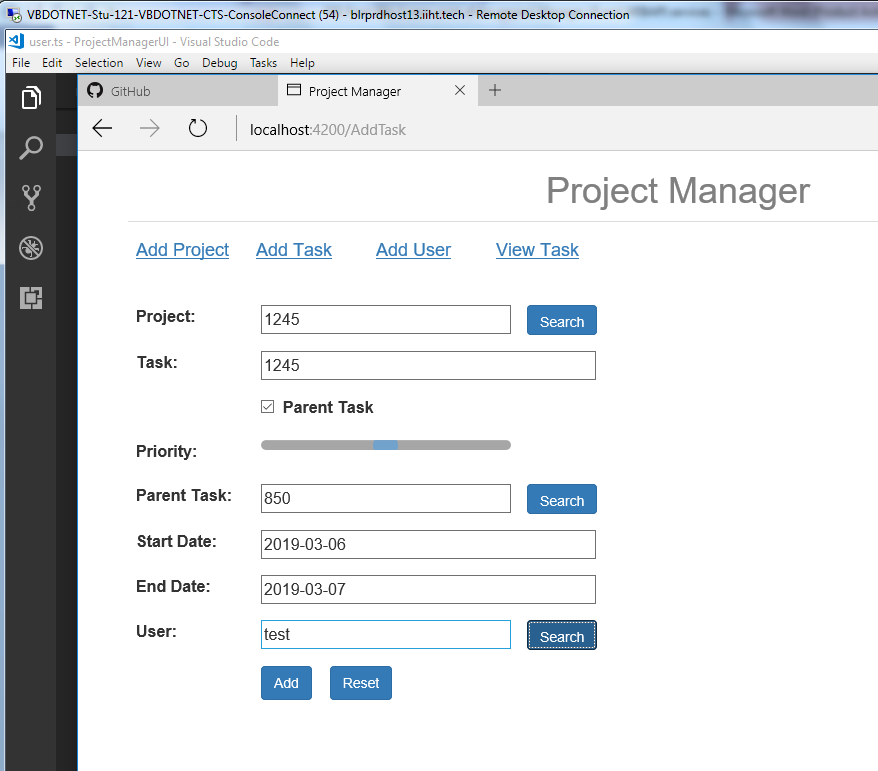 VBDOTNET-Stu-121-VBDOTNET-CTS-ConsoleConnect (54) - blrprdhost13.iiht.tech - Remote Desktop Connection
user.ts - ProjectManagerUI - Visual Studio Code
File Edit Selection View Go Debug Tasks Help
GitHub Project Manager
localhost:4200/AddTask
Project Manager
Add Project Add Task Add User View Task
Project: 1245 Search
Task: 1245
Parent Task
Priority:
Parent Task: 850 Search
Start Date: 2019-03-06
End Date: 2019-03-07
User: test Search
Add Reset